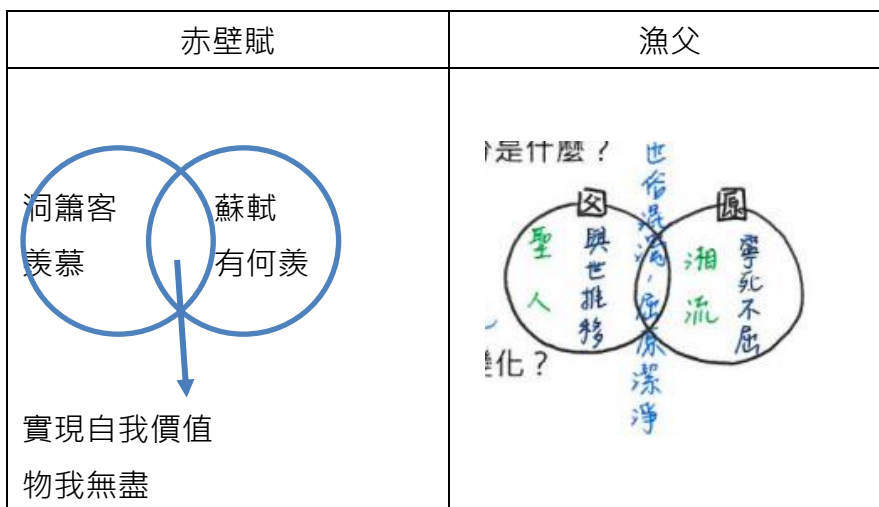 赤壁賦
漁父
洞簫客
羨慕
蘇軾
有何羨
實現自我價值
物我無盡
是什麼？
父
原
聖人
與世推移
世俗混濁，屈原潔淨
湘流
寧死不屈
化？